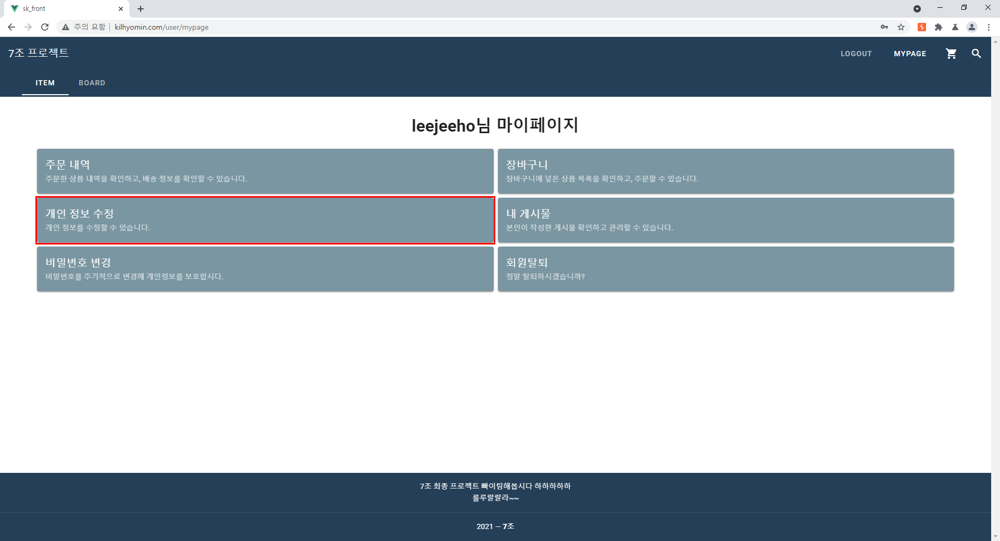 sk_front
주의 요함 kilhyomin.com/user/mypage
7조 프로젝트
LOGOUT
MYPAGE
ITEM
BOARD
leejeeho님 마이페이지
주문 내역
주문한 상품 내역을 확인하고, 배송 정보를 확인할 수 있습니다.
장바구니
장바구니에 넣은 상품 목록을 확인하고, 주문할 수 있습니다.
개인 정보 수정
개인 정보를 수정할 수 있습니다.
내 게시물
본인이 작성한 게시물 확인하고 관리할 수 있습니다.
비밀번호 변경
비밀번호를 주기적으로 변경해 개인정보를 보호합시다.
회원탈퇴
정말 탈퇴하시겠습니까?
7조 최종 프로젝트 빠이팅해봅시다 하하하하하
룰루랄랄라~~
2021 — 7조